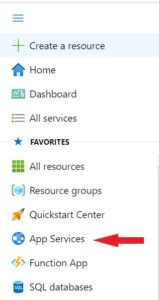 Create a resource
Home
Dashboard
All services
FAVORITES
All resources
Resource groups
Quickstart Center
App Services
Function App
SQL databases